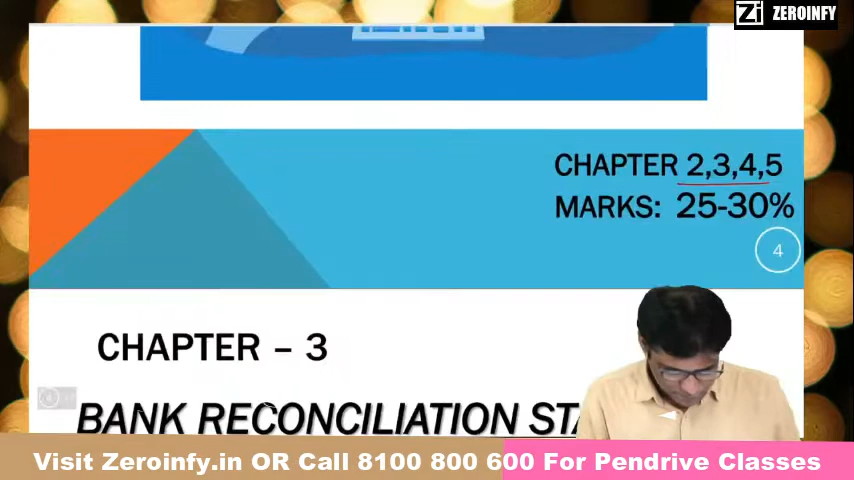 Zi ZEROINFY
CHAPTER 2,3,4,5
MARKS: 25-30%
4
CHAPTER – 3
BANK RECONCILIATION
Visit Zeroinfy.in OR Call 8100 800 600 For Pendrive Classes